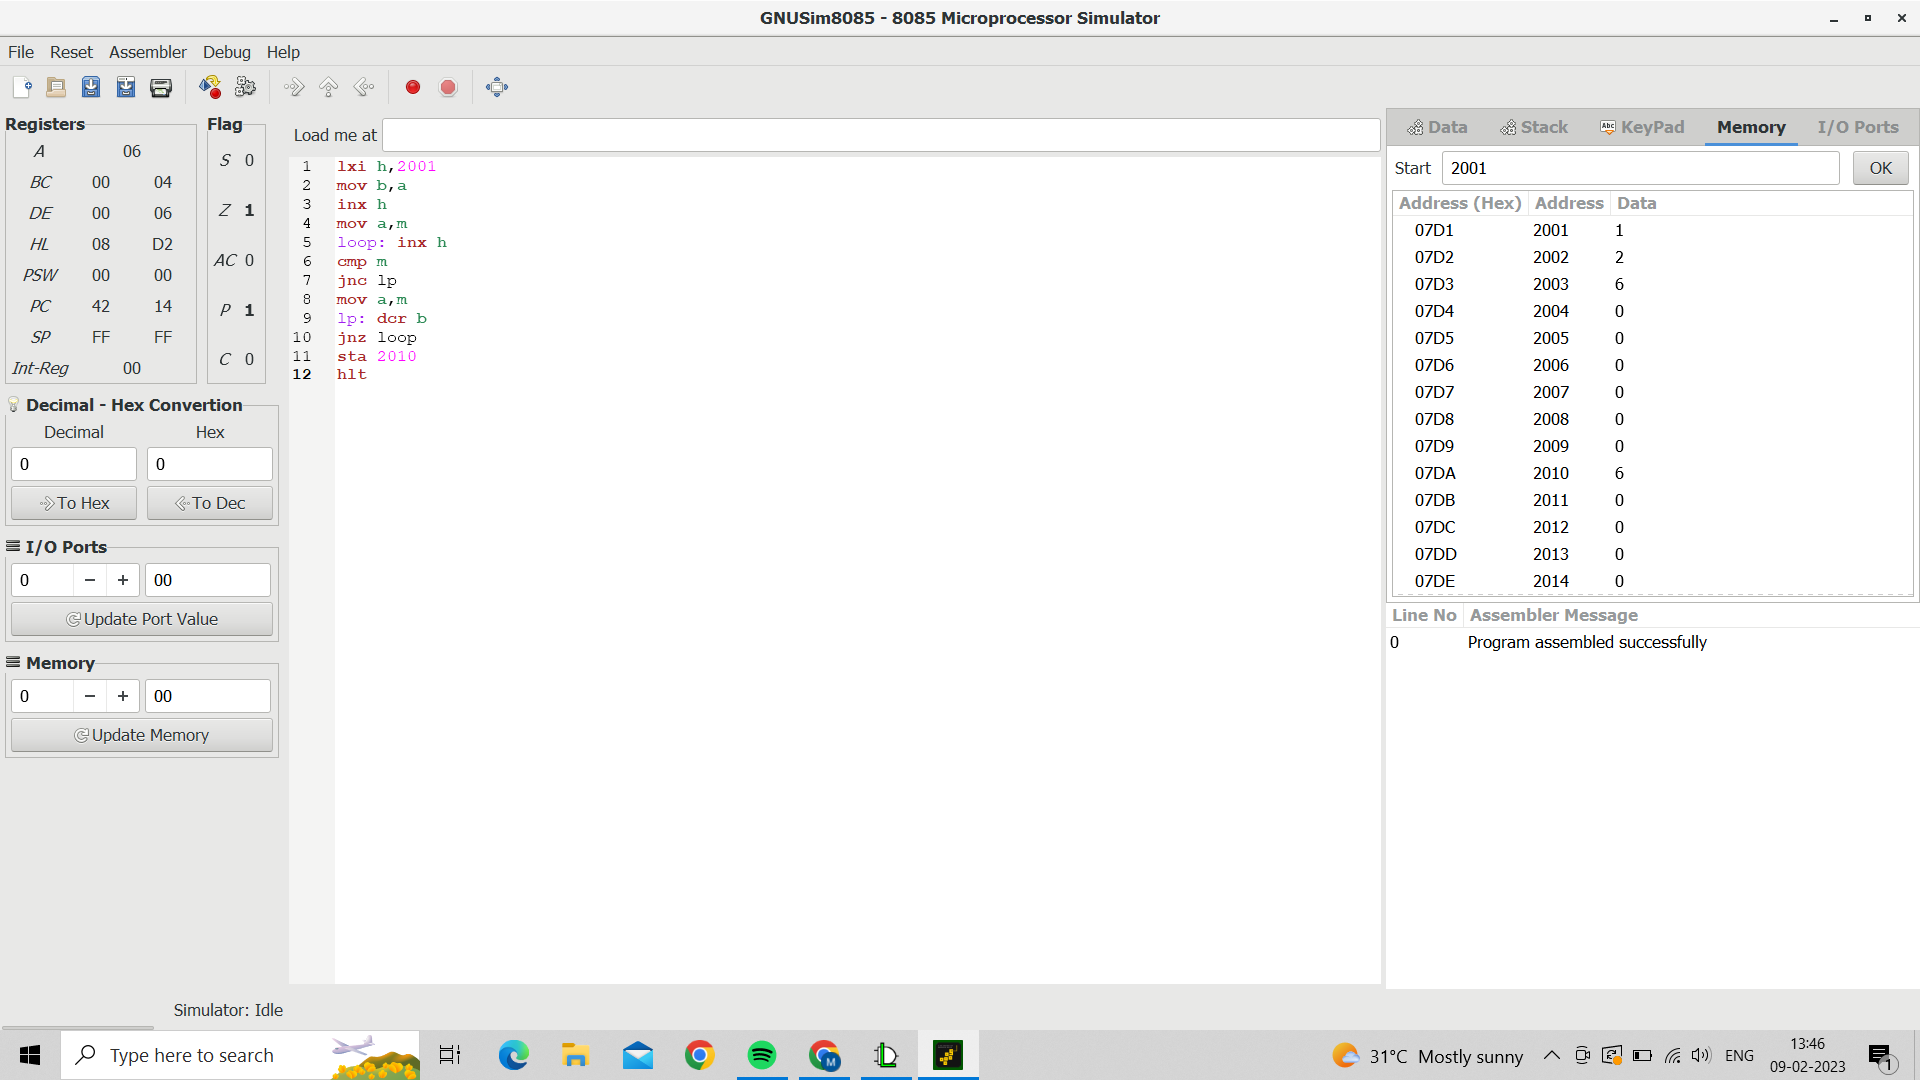 GNUSim8085 - 8085 Microprocessor Simulator
File Reset Assembler Debug Help
Registers
A 06
BC 00 04
DE 00 06
HL 08 D2
PSW 00 00
PC 42 14
SP FF FF
Int-Reg 00
Flag
S 0
Z 1
AC 0
P 1
C 0
Decimal - Hex Convertion
Decimal Hex
0 0
To Hex To Dec
I/O Ports
0 − + 00
Update Port Value
Memory
0 − + 00
Update Memory
Load me at
1 lxi h,2001
2 mov b,a
3 inx h
4 mov a,m
5 loop: inx h
6 cmp m
7 jnc lp
8 mov a,m
9 lp: dcr b
10 jnz loop
11 sta 2010
12 hlt
Data Stack Abc KeyPad Memory I/O Ports
Start 2001 OK
Address (Hex) Address Data
07D1 2001 1
07D2 2002 2
07D3 2003 6
07D4 2004 0
07D5 2005 0
07D6 2006 0
07D7 2007 0
07D8 2008 0
07D9 2009 0
07DA 2010 6
07DB 2011 0
07DC 2012 0
07DD 2013 0
07DE 2014 0
Line No Assembler Message
0 Program assembled successfully
Simulator: Idle
Type here to search
M
31°C Mostly sunny
ENG
13:46
09-02-2023
1